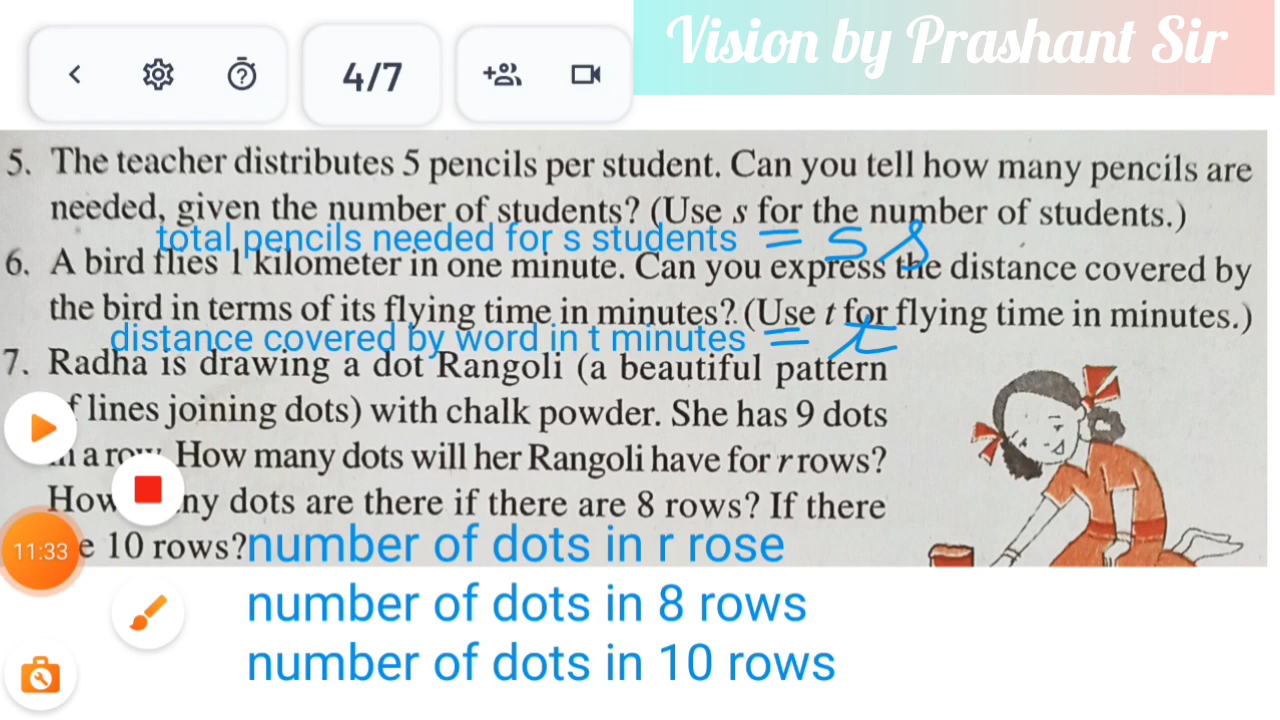 Vision by Prashant Sir
4/7
5. The teacher distributes 5 pencils per student. Can you tell how many pencils are
needed, given the number of students? (Use s for the number of students.)
total pencils needed for s students = 5 s
6. A bird flies 1 kilometer in one minute. Can you express the distance covered by
the bird in terms of its flying time in minutes? (Use t for flying time in minutes.)
distance covered by word in t minutes = t
7. Radha is drawing a dot Rangoli (a beautiful pattern
f lines joining dots) with chalk powder. She has 9 dots
a row. How many dots will her Rangoli have for r rows?
How ny dots are there if there are 8 rows? If there
11:33 e 10 rows? number of dots in r rose
number of dots in 8 rows
number of dots in 10 rows